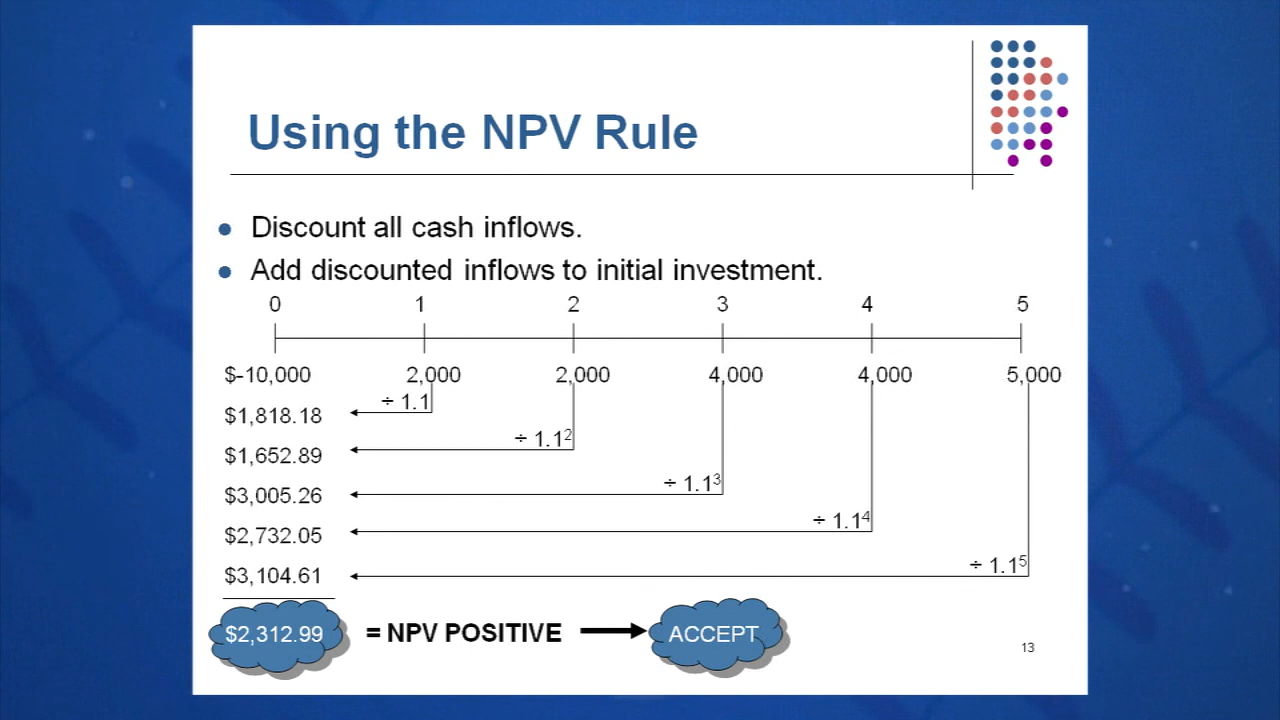 Using the NPV Rule
Discount all cash inflows.
Add discounted inflows to initial investment.
0 1 2 3 4 5
$-10,000 2,000 2,000 4,000 4,000 5,000
÷ 1.1
$1,818.18
÷ 1.1²
$1,652.89
÷ 1.1³
$3,005.26
÷ 1.1⁴
$2,732.05
÷ 1.1⁵
$3,104.61
$2,312.99 = NPV POSITIVE ACCEPT
13